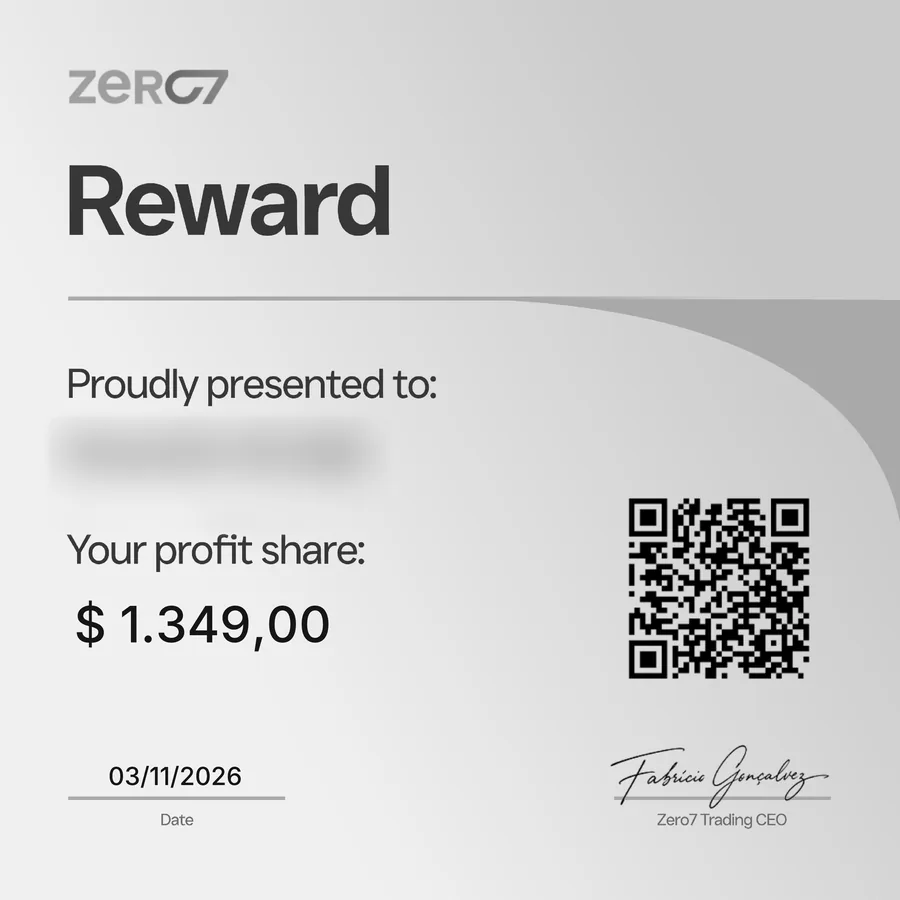 zero7
Reward
Proudly presented to:
Your profit share:
$ 1.349,00
03/11/2026
Date
Fabrício Gonçalvez
Zero7 Trading CEO